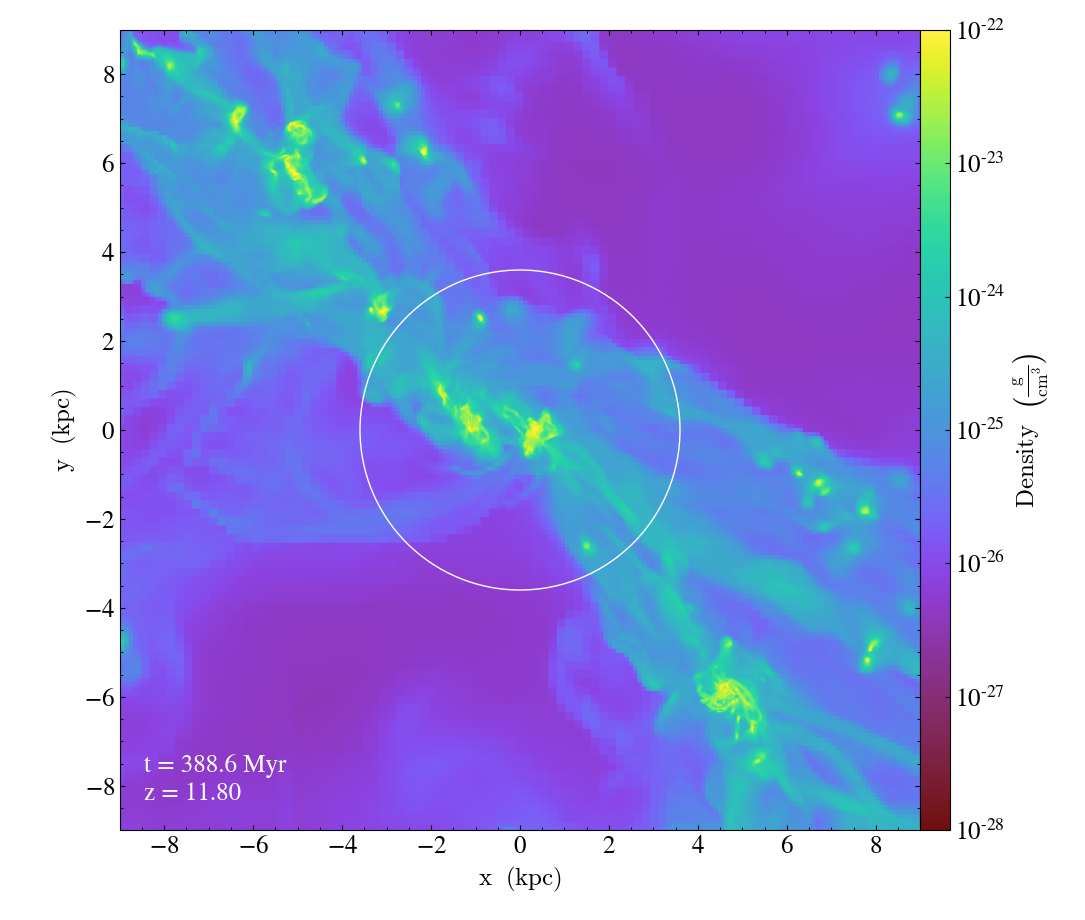 8
6
4
2
0
−2
−4
−6
−8
y (kpc)
t = 388.6 Myr
z = 11.80
−8 −6 −4 −2 0 2 4 6 8
x (kpc)
10^-22
10^-23
10^-24
10^-25
10^-26
10^-27
10^-28
Density (g/cm^3)